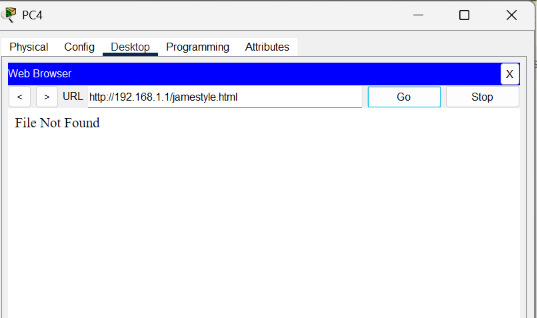 PC4
Physical Config Desktop Programming Attributes
Web Browser X
< > URL http://192.168.1.1/jamestyle.html Go Stop
File Not Found